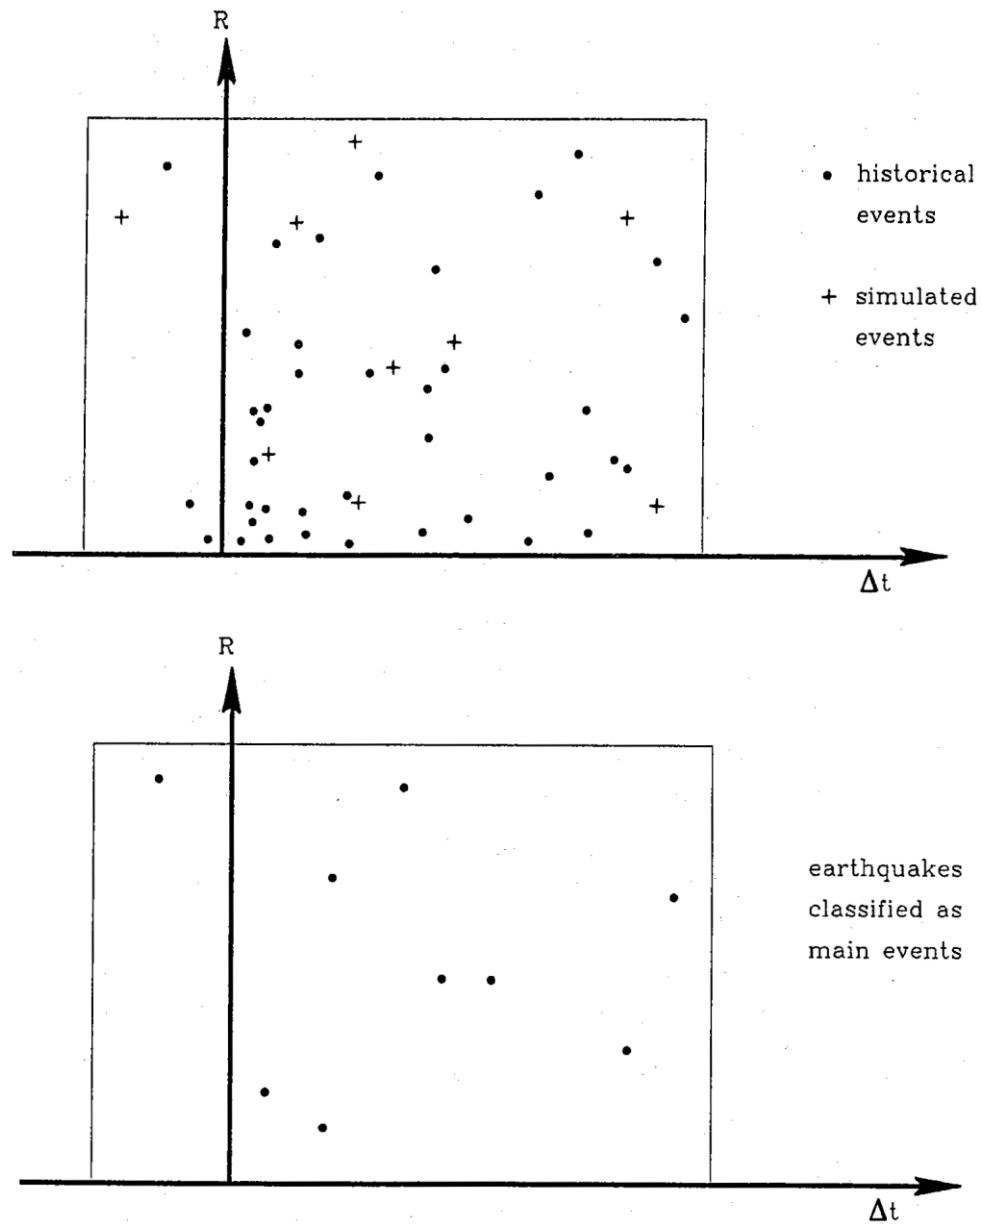 R
historical
events
+ simulated
events
Δt
R
earthquakes
classified as
main events
Δt